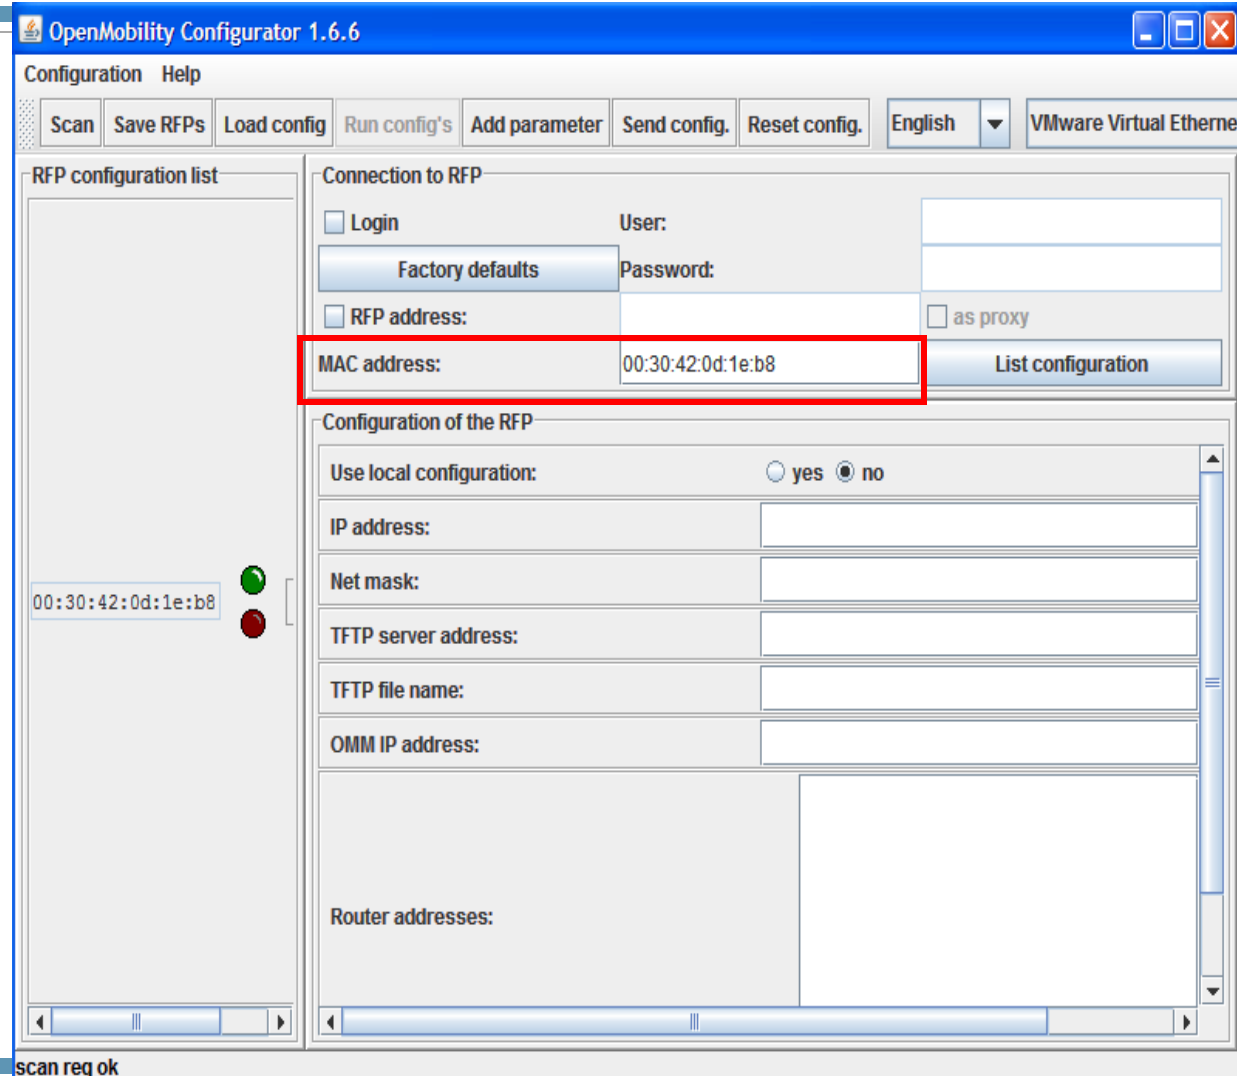 OpenMobility Configurator 1.6.6
Configuration Help
Scan Save RFPs Load config Run config's Add parameter Send config. Reset config. English VMware Virtual Etherne
RFP configuration list
00:30:42:0d:1e:b8
Connection to RFP
Login User:
Factory defaults Password:
RFP address: as proxy
MAC address: 00:30:42:0d:1e:b8 List configuration
Configuration of the RFP
Use local configuration: yes no
IP address:
Net mask:
TFTP server address:
TFTP file name:
OMM IP address:
Router addresses:
scan req ok